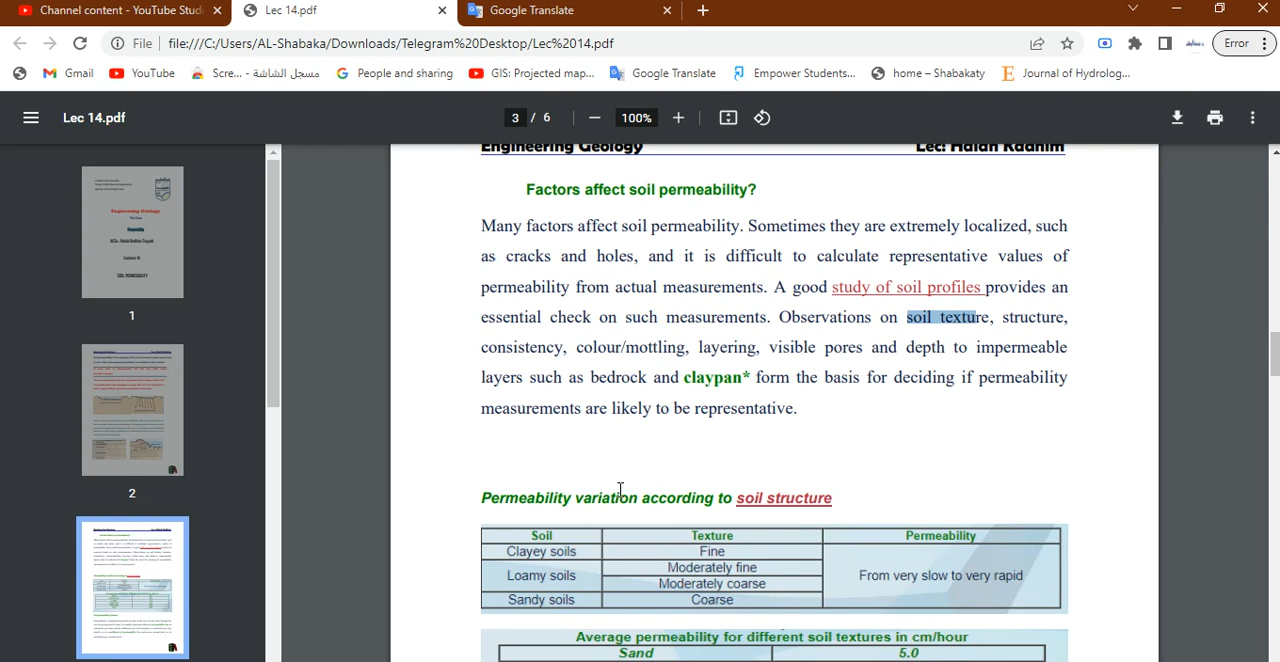 Channel content - YouTube Studi
Lec 14.pdf
Google Translate
File
file:///C:/Users/AL-Shabaka/Downloads/Telegram%20Desktop/Lec%2014.pdf
Error
Gmail
YouTube
Scre... - مسجل الشاشة
People and sharing
GIS: Projected map...
Google Translate
Empower Students...
home – Shabakaty
Journal of Hydrolog...
Lec 14.pdf
3 / 6
100%
Engineering Geology
Lec: Halah Kadhim
Factors affect soil permeability?
Many factors affect soil permeability. Sometimes they are extremely localized, such
as cracks and holes, and it is difficult to calculate representative values of
permeability from actual measurements. A good study of soil profiles provides an
essential check on such measurements. Observations on soil texture, structure,
consistency, colour/mottling, layering, visible pores and depth to impermeable
layers such as bedrock and claypan* form the basis for deciding if permeability
measurements are likely to be representative.
Permeability variation according to soil structure
Soil Texture Permeability
Clayey soils Fine
Moderately fine
Loamy soils From very slow to very rapid
Moderately coarse
Sandy soils Coarse
Average permeability for different soil textures in cm/hour
Sand 5.0
Engineering Geology
1
2